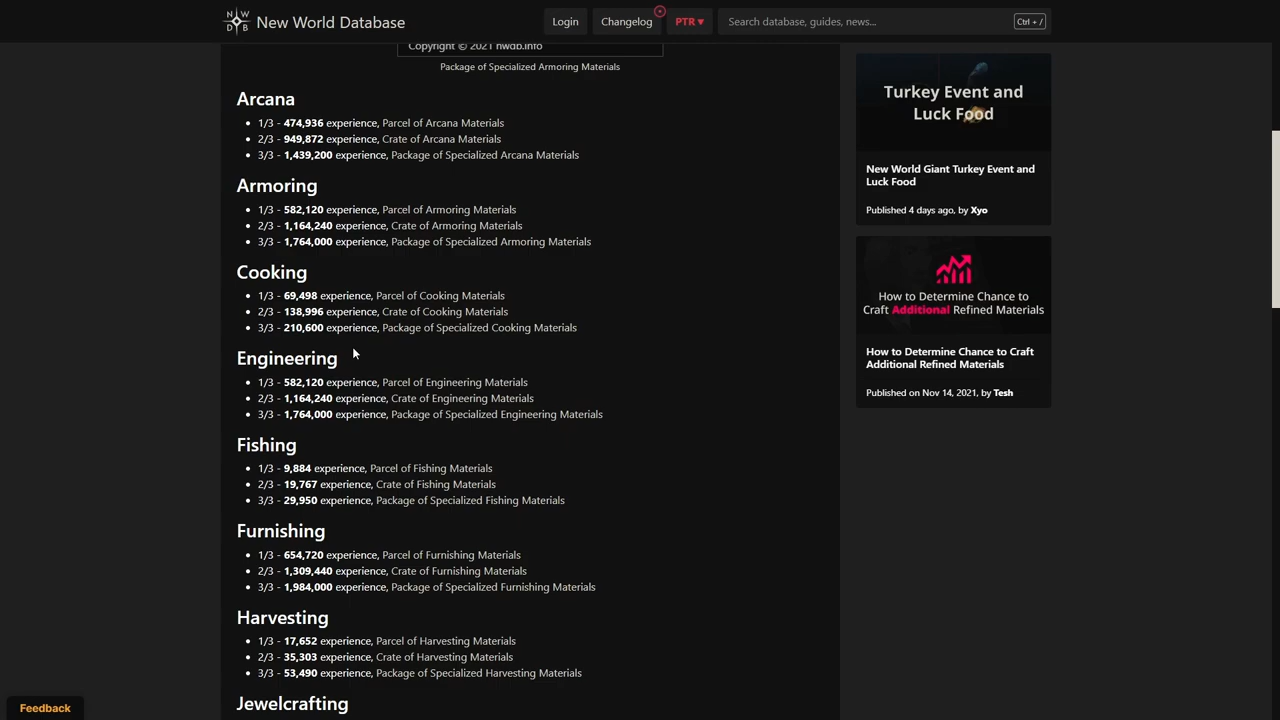 New World Database
Login
Changelog
PTR ▾
Search database, guides, news...
Ctrl + /
Copyright © 2021 nwdb.info
Package of Specialized Armoring Materials
Arcana
1/3 - 474,936 experience, Parcel of Arcana Materials
2/3 - 949,872 experience, Crate of Arcana Materials
3/3 - 1,439,200 experience, Package of Specialized Arcana Materials
Armoring
1/3 - 582,120 experience, Parcel of Armoring Materials
2/3 - 1,164,240 experience, Crate of Armoring Materials
3/3 - 1,764,000 experience, Package of Specialized Armoring Materials
Cooking
1/3 - 69,498 experience, Parcel of Cooking Materials
2/3 - 138,996 experience, Crate of Cooking Materials
3/3 - 210,600 experience, Package of Specialized Cooking Materials
Engineering
1/3 - 582,120 experience, Parcel of Engineering Materials
2/3 - 1,164,240 experience, Crate of Engineering Materials
3/3 - 1,764,000 experience, Package of Specialized Engineering Materials
Fishing
1/3 - 9,884 experience, Parcel of Fishing Materials
2/3 - 19,767 experience, Crate of Fishing Materials
3/3 - 29,950 experience, Package of Specialized Fishing Materials
Furnishing
1/3 - 654,720 experience, Parcel of Furnishing Materials
2/3 - 1,309,440 experience, Crate of Furnishing Materials
3/3 - 1,984,000 experience, Package of Specialized Furnishing Materials
Harvesting
1/3 - 17,652 experience, Parcel of Harvesting Materials
2/3 - 35,303 experience, Crate of Harvesting Materials
3/3 - 53,490 experience, Package of Specialized Harvesting Materials
Jewelcrafting
Turkey Event and
Luck Food
New World Giant Turkey Event and
Luck Food
Published 4 days ago, by Xyo
How to Determine Chance to
Craft Additional Refined Materials
How to Determine Chance to Craft
Additional Refined Materials
Published on Nov 14, 2021, by Tesh
Feedback
N W
D B